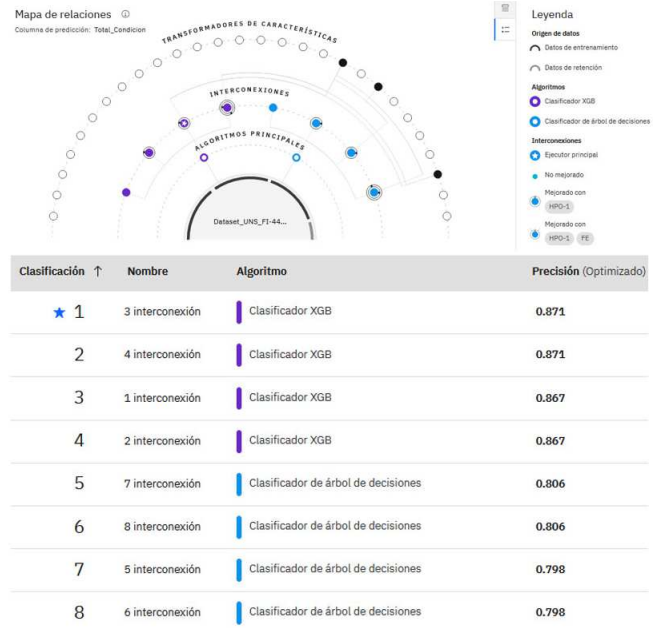 Mapa de relaciones
Columna de predicción: Total_Condicion
TRANSFORMADORES DE CARACTERÍSTICAS
INTERCONEXIONES
ALGORITMOS PRINCIPALES
Dataset_UNS_FI-44...
Leyenda
Origen de datos
Datos de entrenamiento
Datos de retención
Algoritmos
Clasificador XGB
Clasificador de árbol de decisiones
Interconexiones
Ejecutor principal
No mejorado
Mejorado con
HPO-1
Mejorado con
HPO-1 FE
Clasificación ↑ Nombre Algoritmo Precisión (Optimizado)
★ 1 3 interconexión Clasificador XGB 0.871
2 4 interconexión Clasificador XGB 0.871
3 1 interconexión Clasificador XGB 0.867
4 2 interconexión Clasificador XGB 0.867
5 7 interconexión Clasificador de árbol de decisiones 0.806
6 8 interconexión Clasificador de árbol de decisiones 0.806
7 5 interconexión Clasificador de árbol de decisiones 0.798
8 6 interconexión Clasificador de árbol de decisiones 0.798